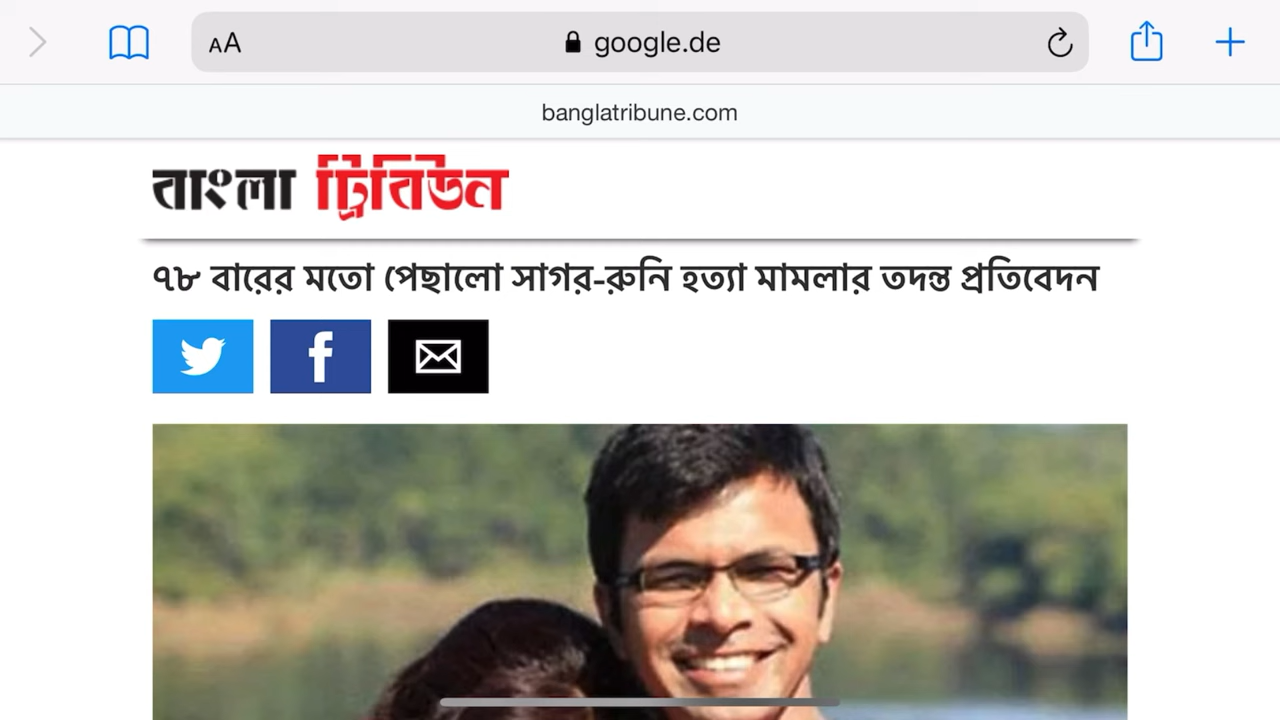 AA google.de
banglatribune.com
বাংলা ট্রিবিউন
৭৮ বারের মতো পেছালো সাগর-রুনি হত্যা মামলার তদন্ত প্রতিবেদন